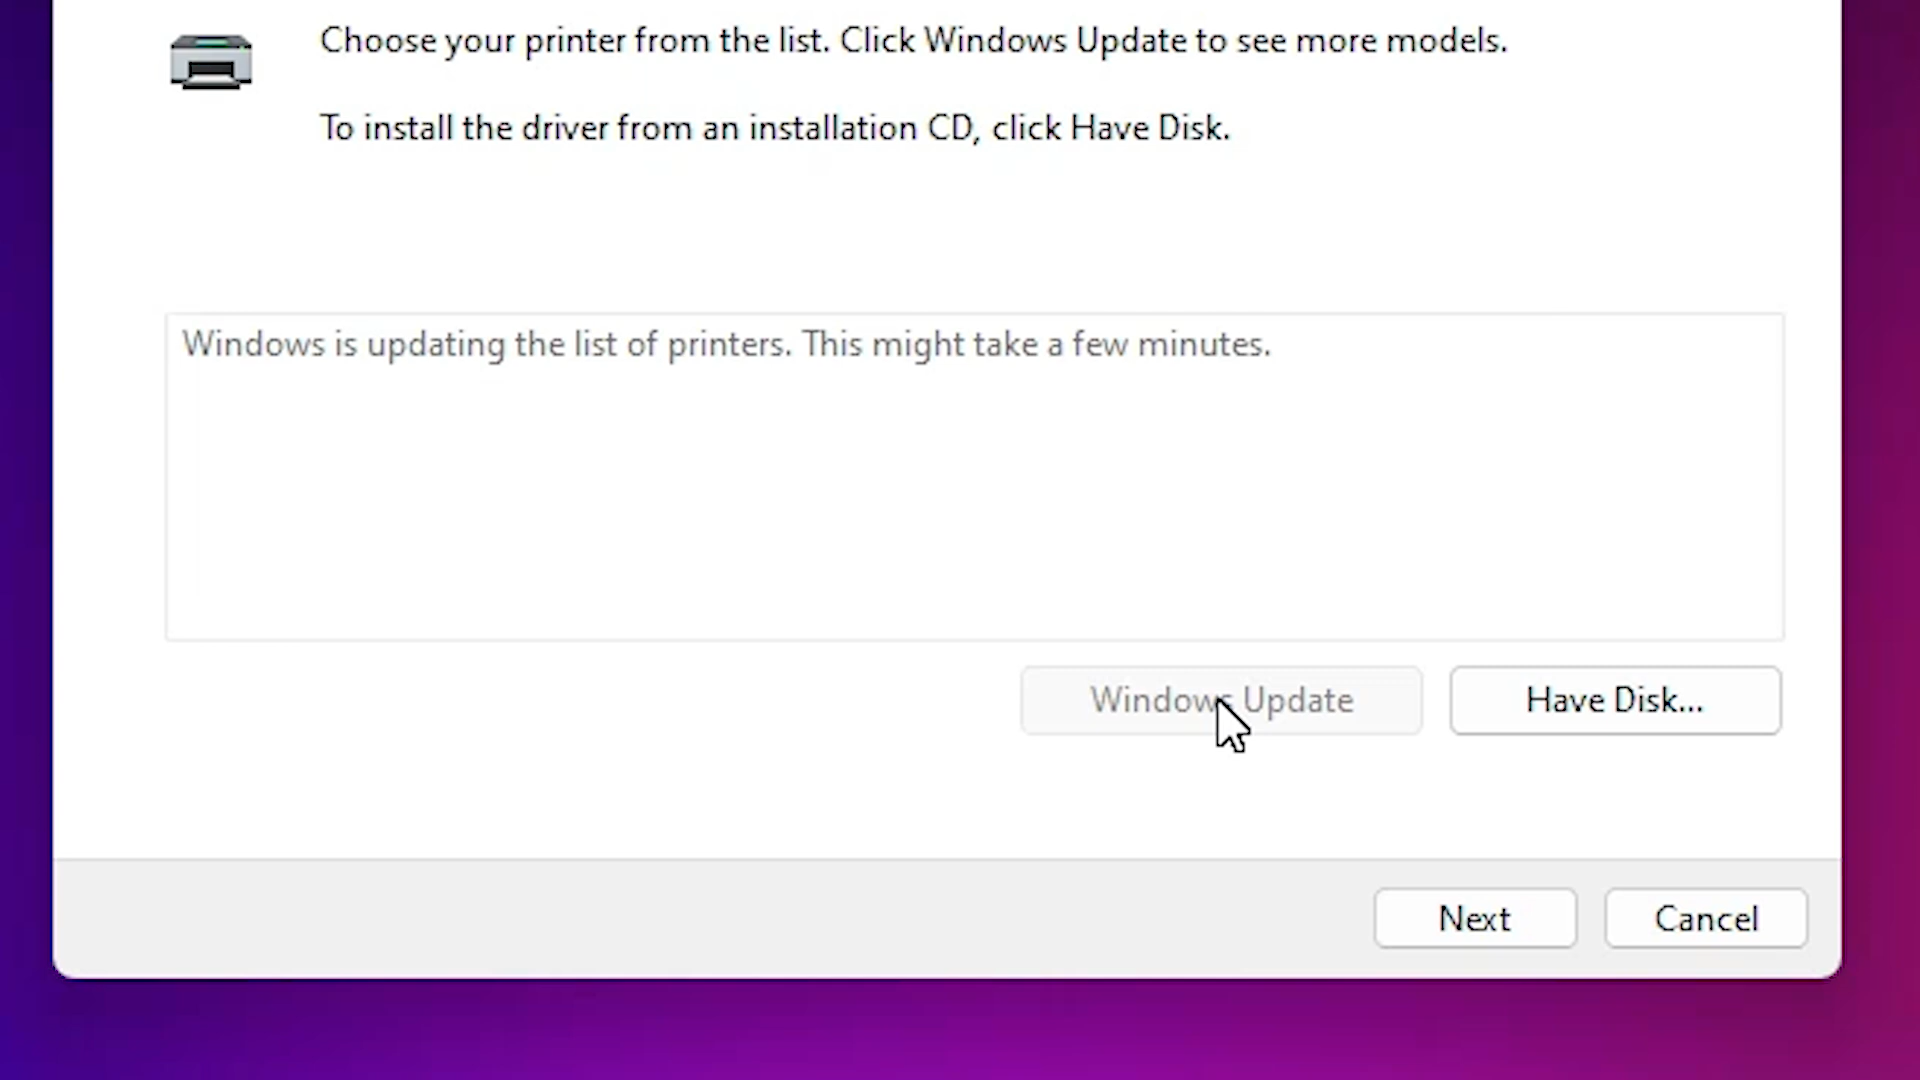 Choose your printer from the list. Click Windows Update to see more models.
To install the driver from an installation CD, click Have Disk.
Windows is updating the list of printers. This might take a few minutes.
Windows Update
Have Disk...
Next
Cancel